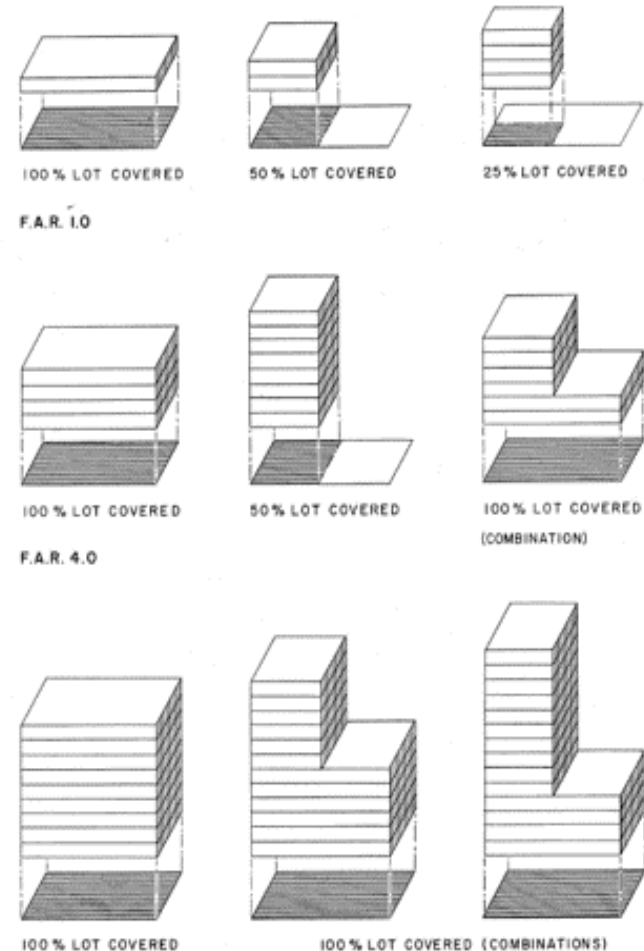 100% LOT COVERED
50% LOT COVERED
25% LOT COVERED
F.A.R. 1.0
100% LOT COVERED
50% LOT COVERED
100% LOT COVERED
(COMBINATION)
F.A.R. 4.0
100% LOT COVERED
100% LOT COVERED (COMBINATIONS)